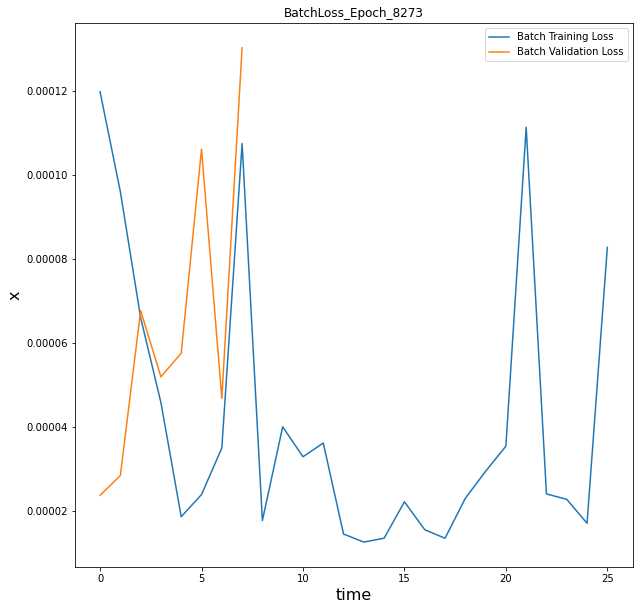 BatchLoss_Epoch_8273
Batch Training Loss
Batch Validation Loss
0.00012
0.00010
0.00008
0.00006
0.00004
0.00002
x
0 5 10 15 20 25
time